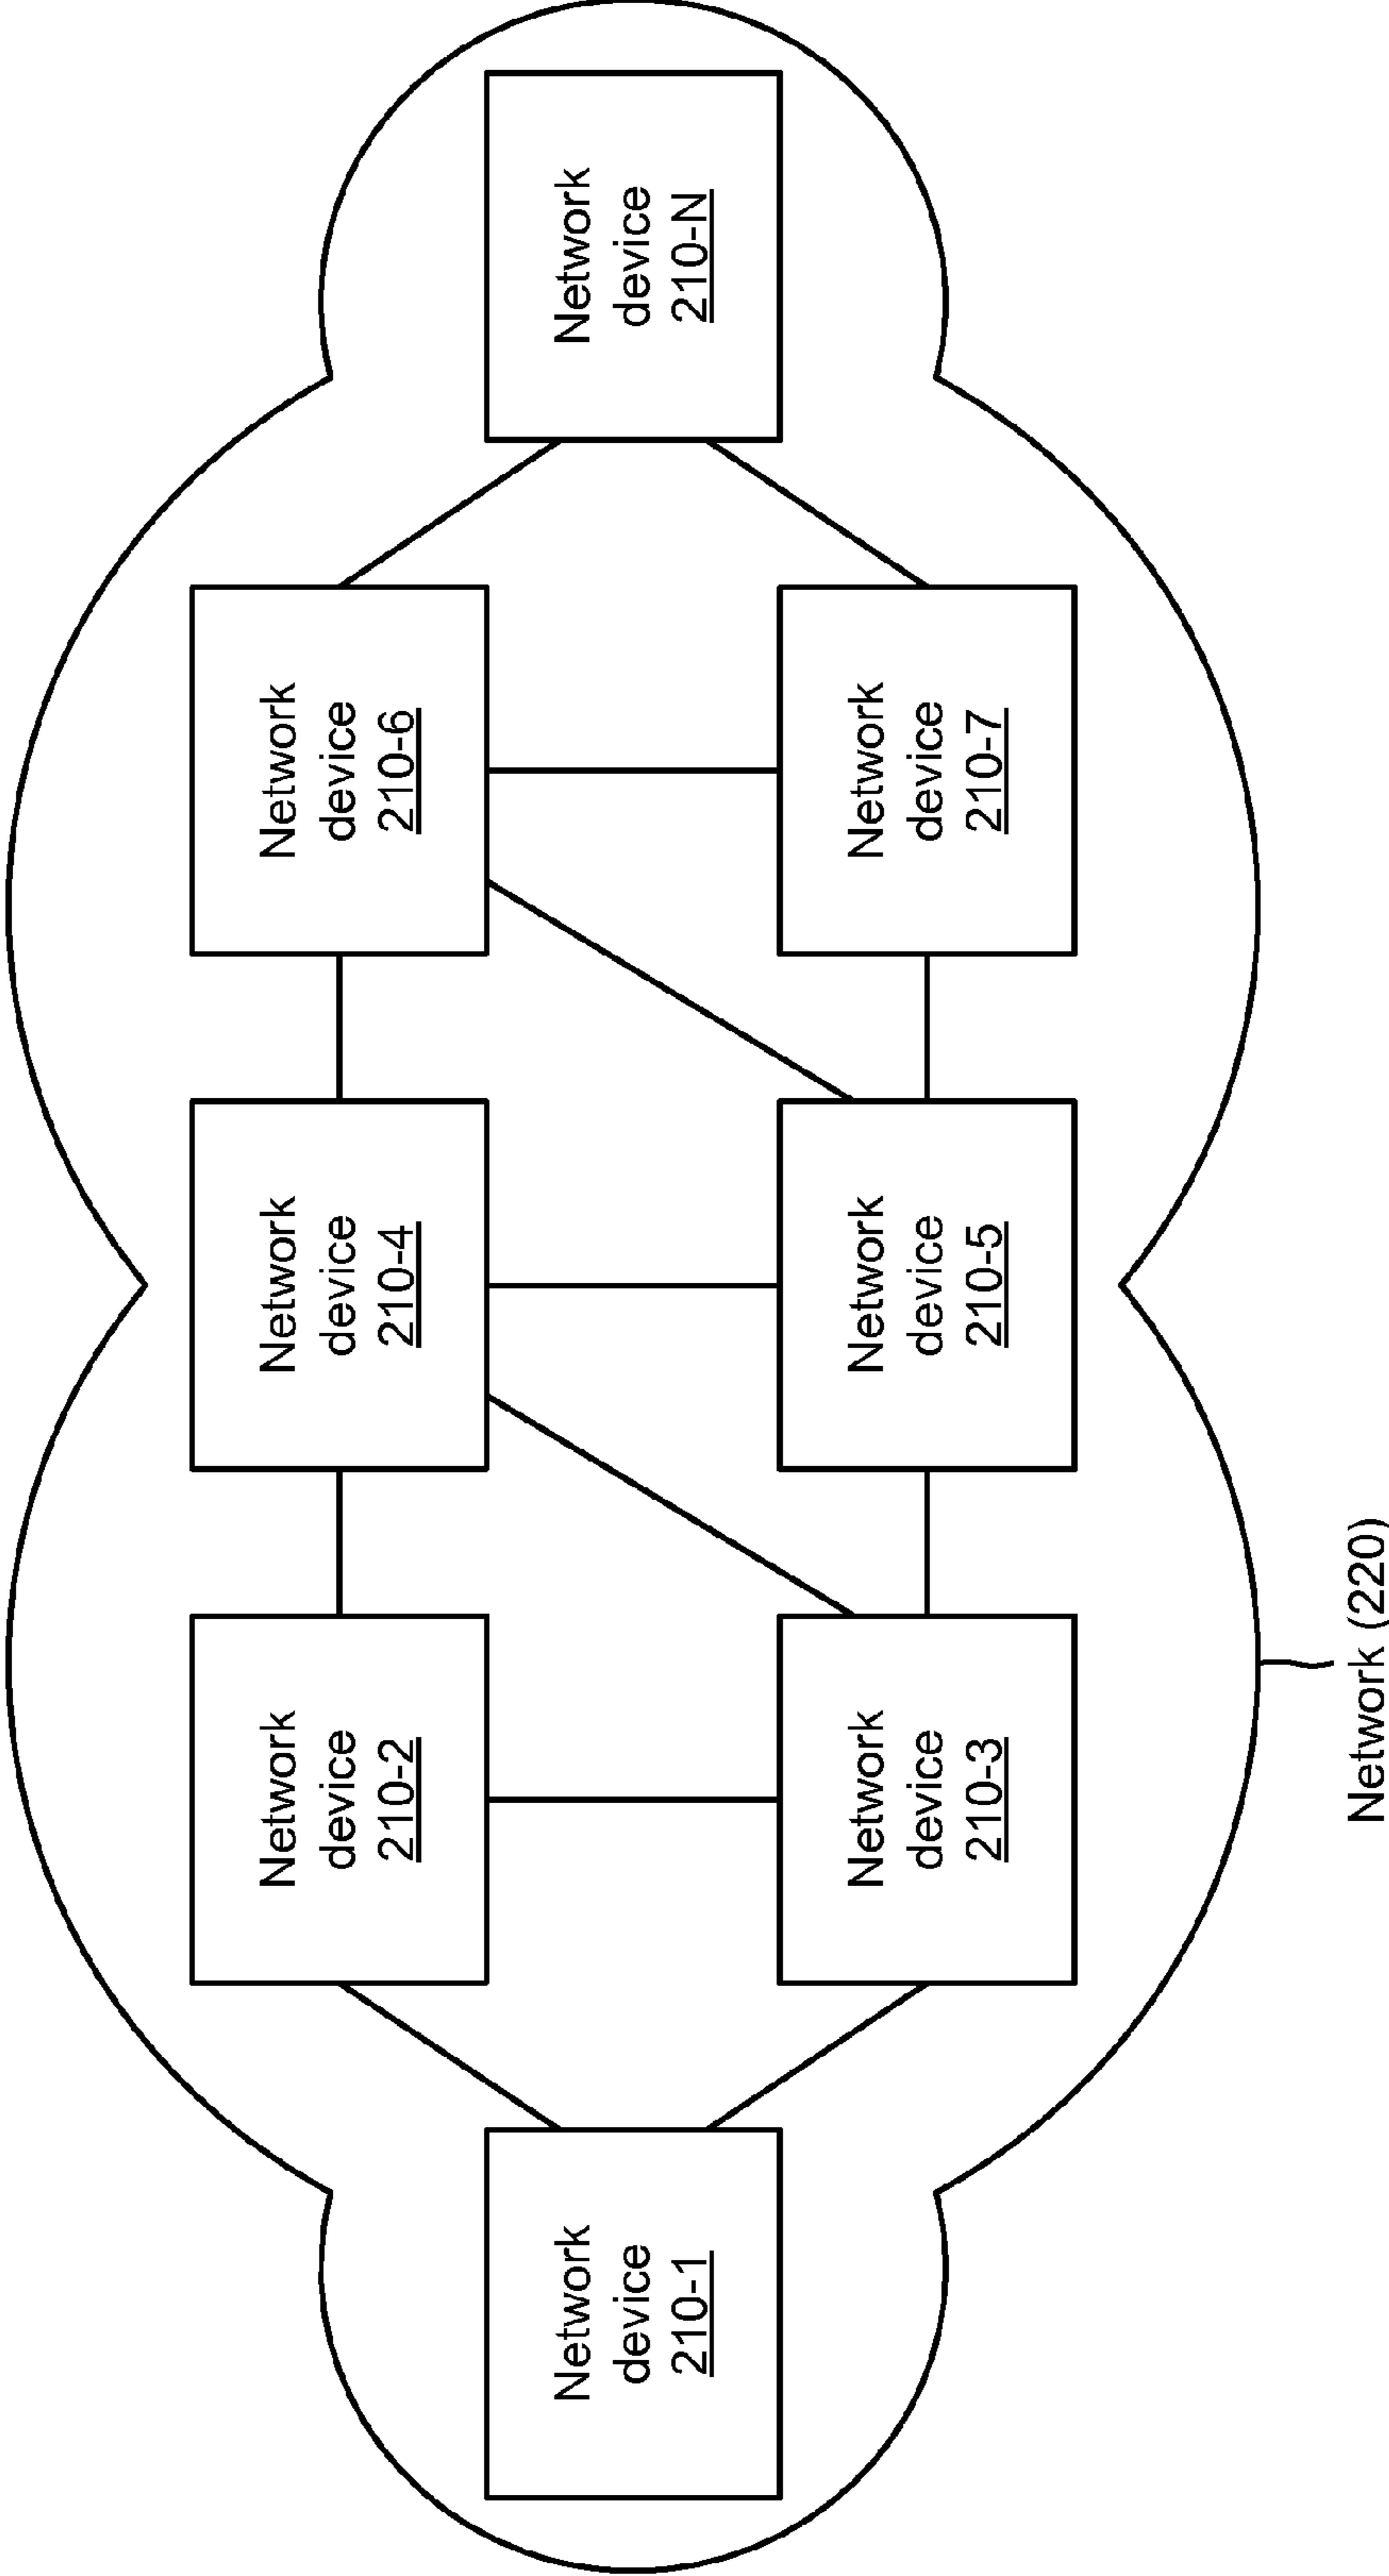 Network
device
210-1
Network
device
210-2
Network
device
210-3
Network
device
210-4
Network
device
210-5
Network
device
210-6
Network
device
210-7
Network
device
210-N
Network (220)